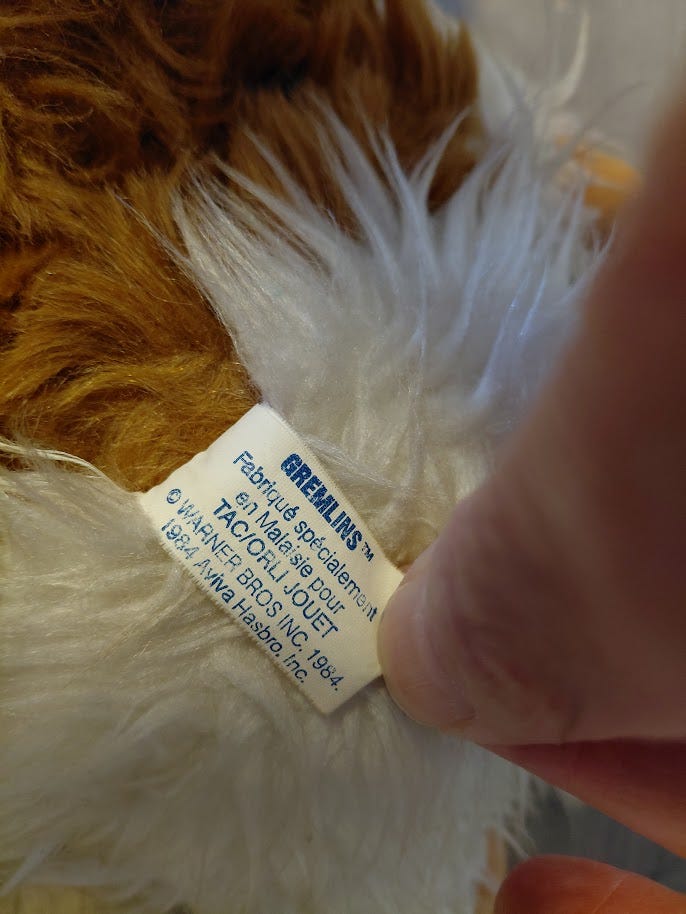 GREMLINS™
Fabriqué spécialement
en Malaisie pour
TAC/ORLI JOUET
© WARNER BROS INC, 1984.
1984 Aviva Hasbro, Inc.